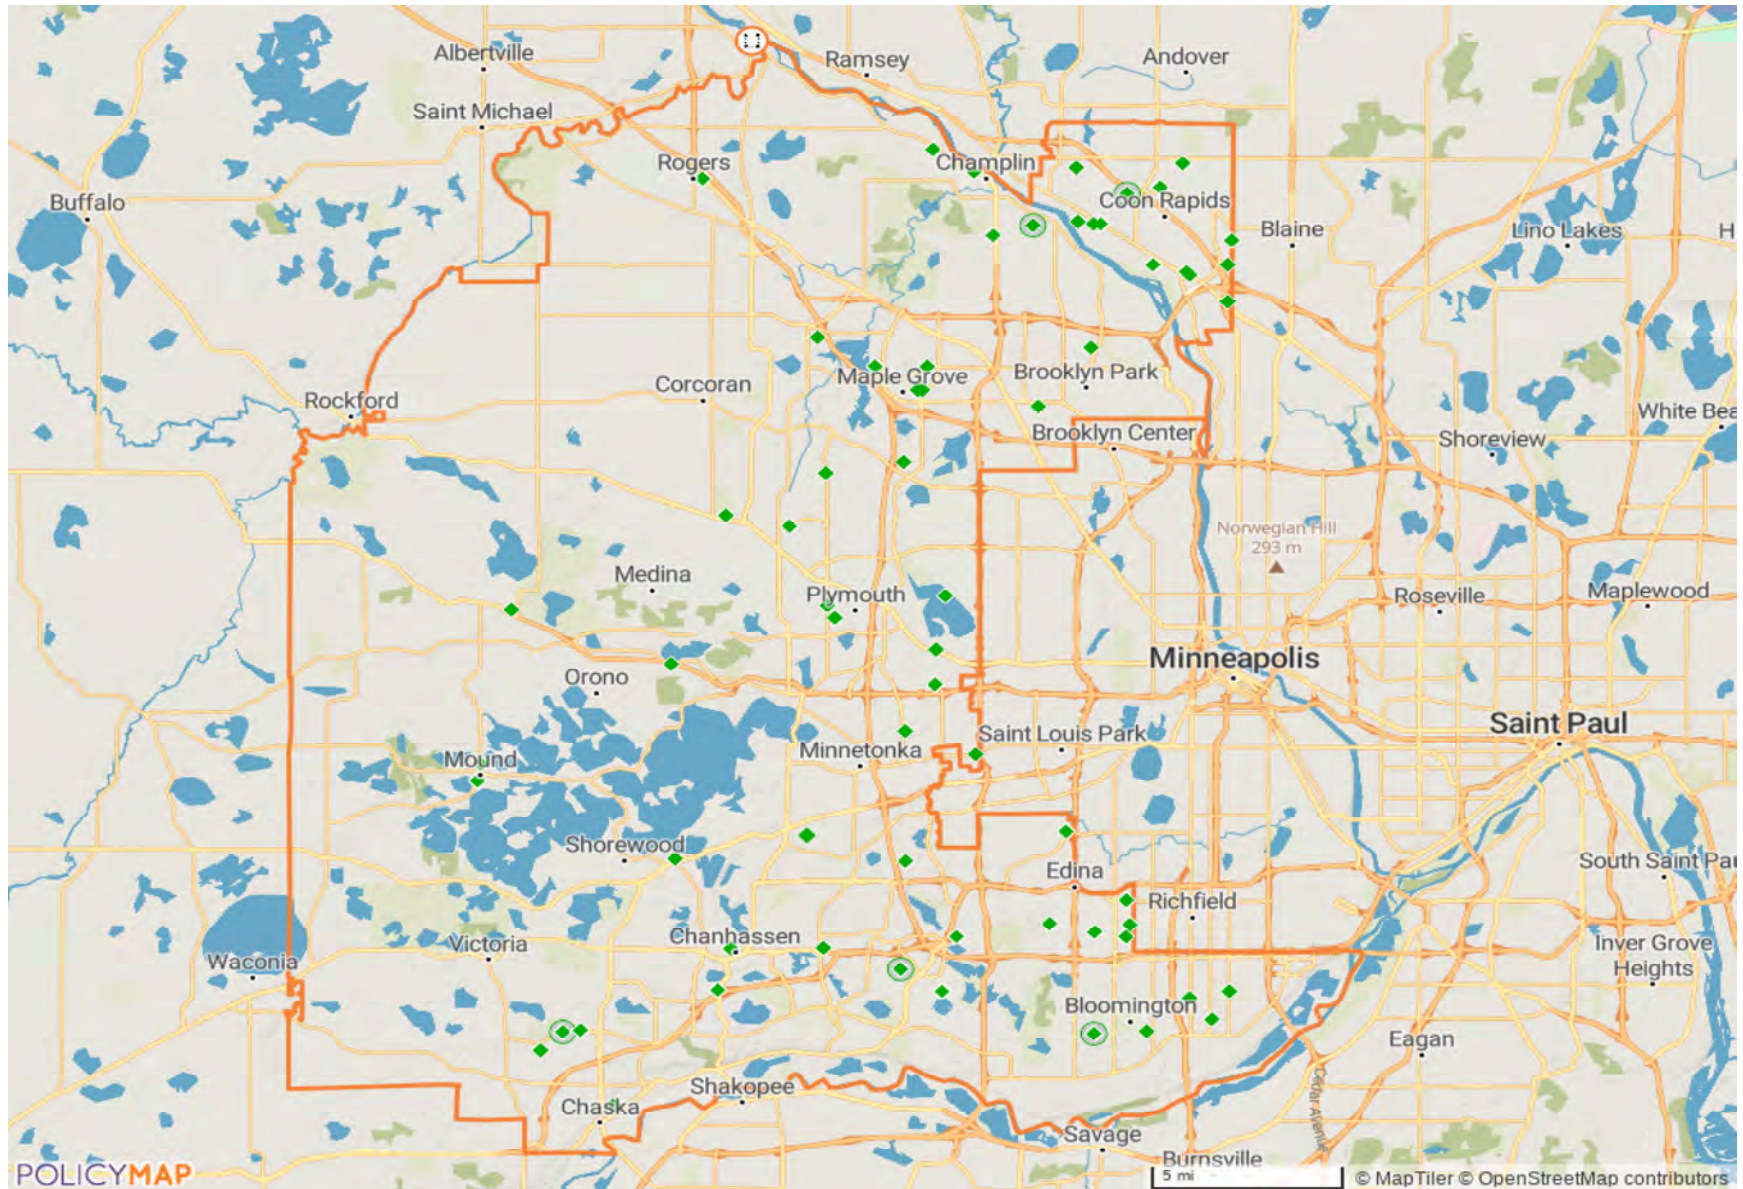 Albertville
Ramsey
Andover
Saint Michael
Rogers
Champlin
Buffalo
Coon Rapids
Blaine
Lino Lakes
H
Corcoran
Maple Grove
Brooklyn Park
Rockford
White Bea
Brooklyn Center
Shoreview
Norwegian Hill
293 m
Medina
Plymouth
Roseville
Maplewood
Minneapolis
Orono
Saint Paul
Saint Louis Park
Minnetonka
Mound
Shorewood
Edina
South Saint Pau
Richfield
Chanhassen
Victoria
Waconia
Inver Grove
Heights
Bloomington
Eagan
Shakopee
Chaska
Cedar Avenue
Savage
Burnsville
5 mi
POLICYMAP
© MapTiler © OpenStreetMap contributors